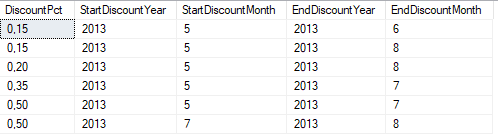 DiscountPct StartDiscountYear StartDiscountMonth EndDiscountYear EndDiscountMonth
0,15 2013 5 2013 6
0,15 2013 5 2013 8
0,20 2013 5 2013 8
0,35 2013 5 2013 7
0,50 2013 5 2013 7
0,50 2013 7 2013 8